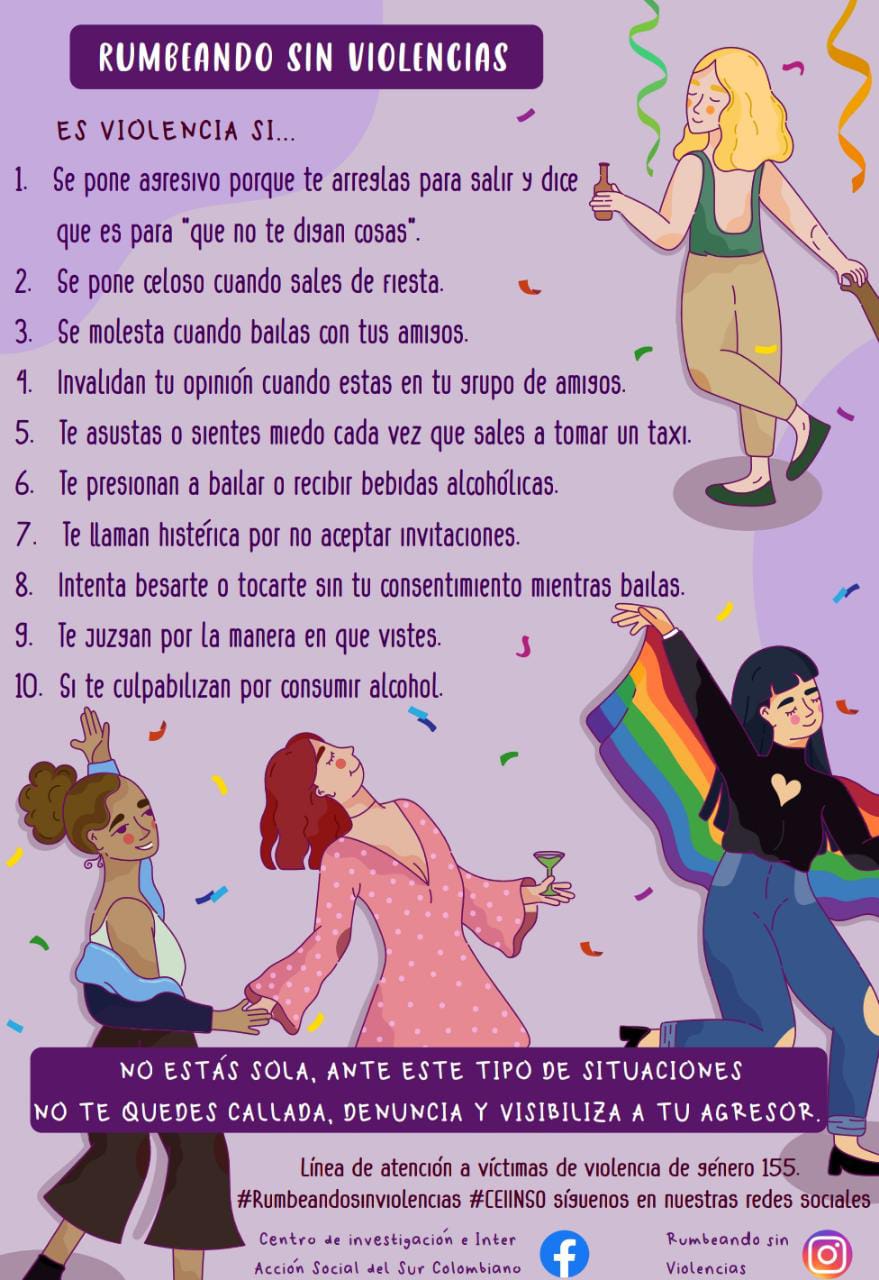 RUMBEANDO SIN VIOLENCIAS
ES VIOLENCIA SI...
1. Se pone agresivo porque te arreglas para salir y dice
que es para "que no te digan cosas".
2. Se pone celoso cuando sales de fiesta.
3. Se molesta cuando bailas con tus amigos.
4. Invalidan tu opinión cuando estas en tu grupo de amigos.
5. Te asustas o sientes miedo cada vez que sales a tomar un taxi.
6. Te presionan a bailar o recibir bebidas alcohólicas.
7. Te llaman histérica por no aceptar invitaciones.
8. Intenta besarte o tocarte sin tu consentimiento mientras bailas.
9. Te juzgan por la manera en que vistes.
10. Si te culpabilizan por consumir alcohol.
NO ESTÁS SOLA, ANTE ESTE TIPO DE SITUACIONES
NO TE QUEDES CALLADA, DENUNCIA Y VISIBILIZA A TU AGRESOR.
Línea de atención a víctimas de violencia de género 155.
#Rumbeandosinviolencias #CEIINSO síguenos en nuestras redes sociales
Centro de investigación e Inter
Acción Social del Sur Colombiano
Rumbeando sin
Violencias